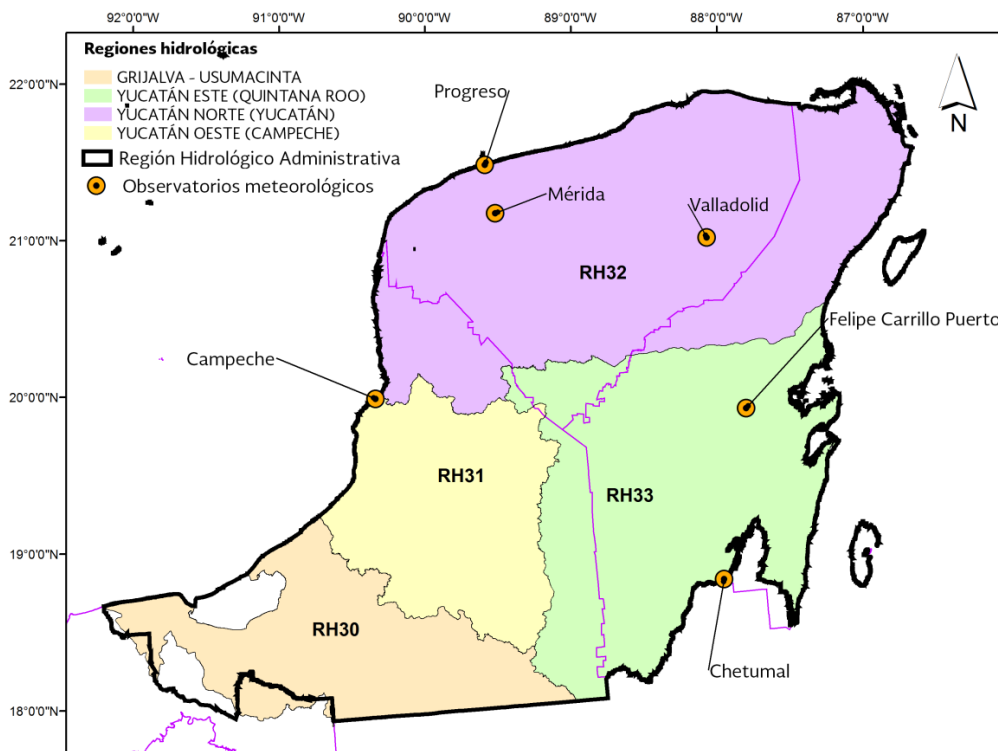 92°0'0"N 91°0'0"N 90°0'0"N 89°0'0"N 88°0'0"N 87°0'0"N
Regiones hidrológicas
GRIJALVA - USUMACINTA
YUCATÁN ESTE (QUINTANA ROO)
YUCATÁN NORTE (YUCATÁN)
YUCATÁN OESTE (CAMPECHE)
Región Hidrológico Administrativa
Observatorios meteorológicos
22°0'0"N
21°0'0"N
20°0'0"N
19°0'0"N
18°0'0"N
N
Progreso
Mérida
Valladolid
RH32
Felipe Carrillo Puerto
Campeche
RH31
RH33
RH30
Chetumal